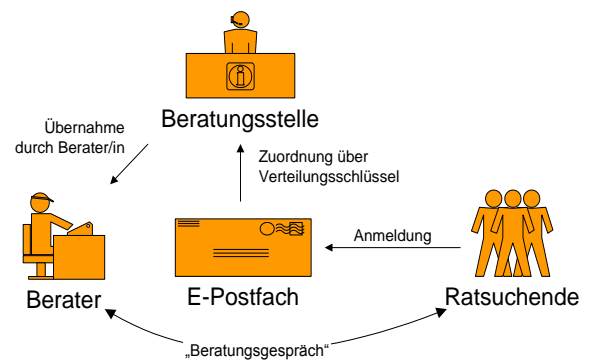 Beratungsstelle
Übernahme
durch Berater/in
Zuordnung über
Verteilungsschlüssel
Anmeldung
Berater
E-Postfach
Ratsuchende
„Beratungsgespräch“